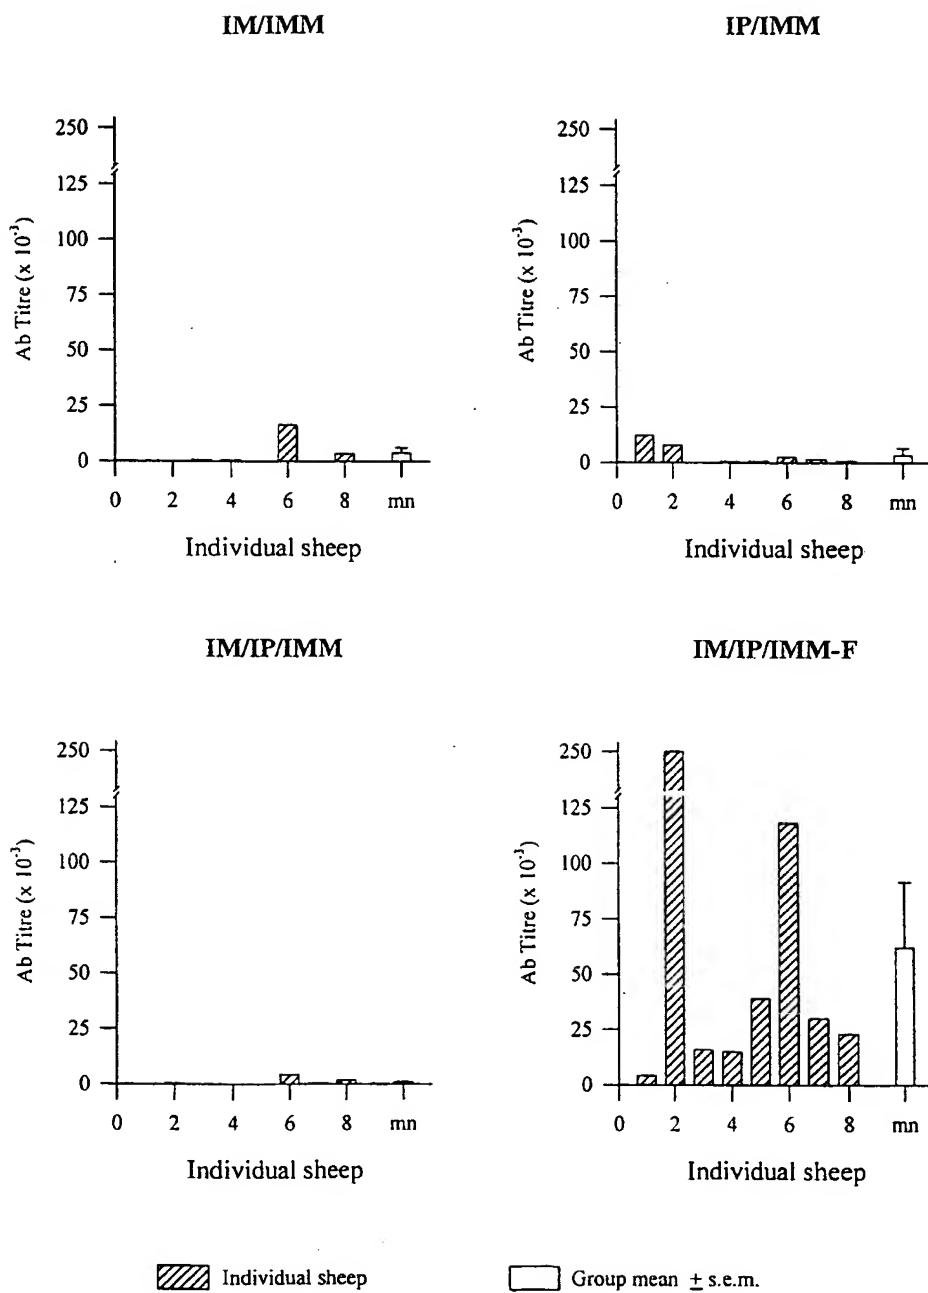 IM/IMM
IP/IMM
250
125
100
75
50
25
0
Ab Titre (x 10-3)
0 2 4 6 8 mn
Individual sheep
250
125
100
75
50
25
0
Ab Titre (x 10-3)
0 2 4 6 8 mn
Individual sheep
IM/IP/IMM
IM/IP/IMM-F
250
125
100
75
50
25
0
Ab Titre (x 10-3)
0 2 4 6 8 mn
Individual sheep
250
125
100
75
50
25
0
Ab Titre (x 10-3)
0 2 4 6 8 mn
Individual sheep
Individual sheep
Group mean ± s.e.m.